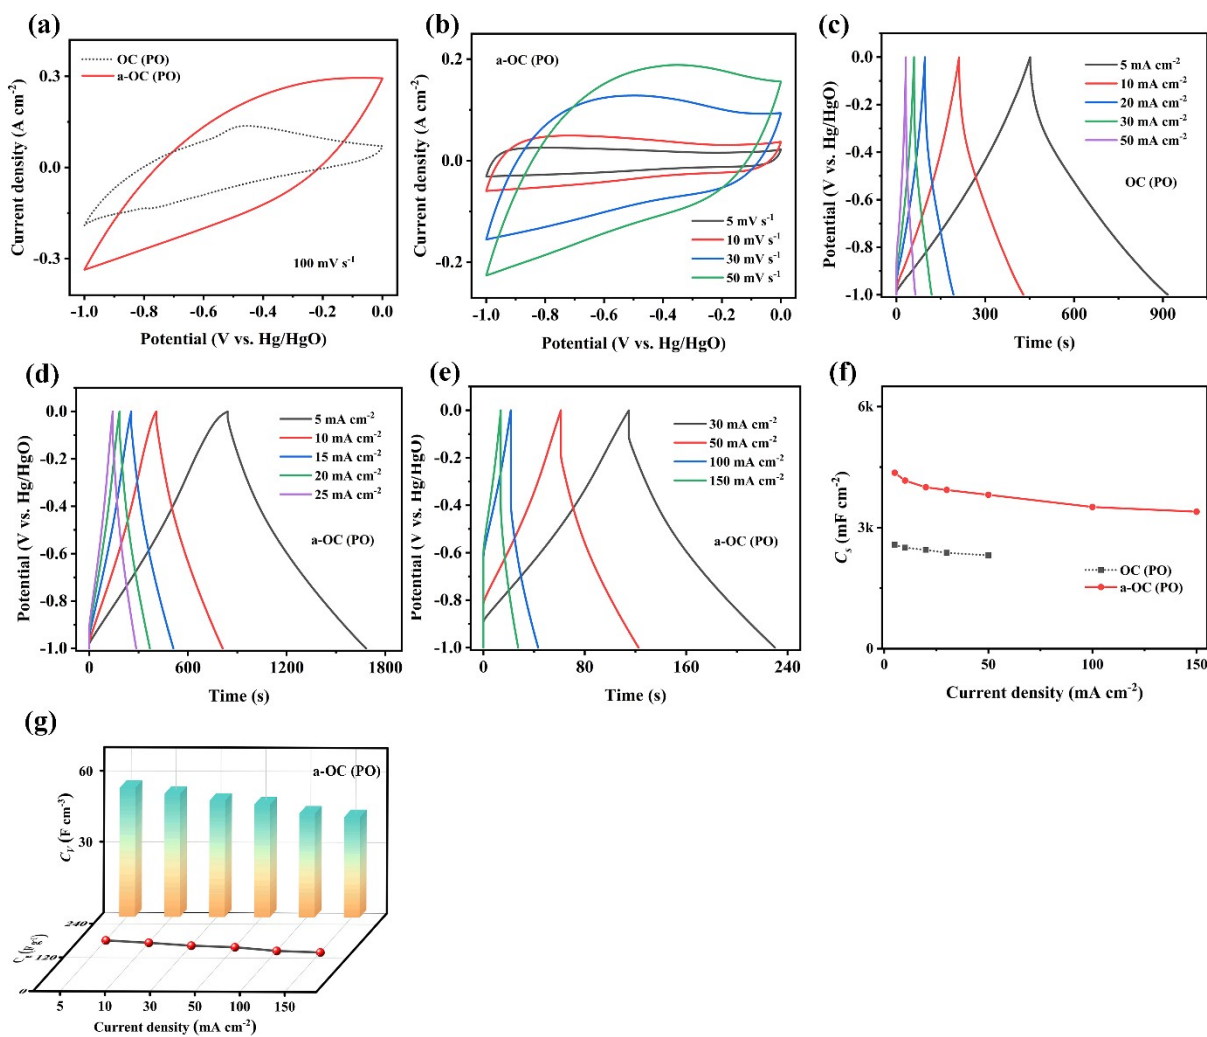 (a)
OC (PO)
a-OC (PO)
0.3
0.0
-0.3
Current density (A cm-2)
100 mV s-1
-1.0 -0.8 -0.6 -0.4 -0.2 0.0
Potential (V vs. Hg/HgO)
(b)
a-OC (PO)
0.2
0.0
-0.2
Current density (A cm-2)
5 mV s-1
10 mV s-1
30 mV s-1
50 mV s-1
-1.0 -0.8 -0.6 -0.4 -0.2 0.0
Potential (V vs. Hg/HgO)
(c)
0.0
-0.2
-0.4
-0.6
-0.8
-1.0
Potential (V vs. Hg/HgO)
5 mA cm-2
10 mA cm-2
20 mA cm-2
30 mA cm-2
50 mA cm-2
OC (PO)
0 300 600 900
Time (s)
(d)
0.0
-0.2
-0.4
-0.6
-0.8
-1.0
Potential (V vs. Hg/HgO)
5 mA cm-2
10 mA cm-2
15 mA cm-2
20 mA cm-2
25 mA cm-2
a-OC (PO)
0 600 1200 1800
Time (s)
(e)
0.0
-0.2
-0.4
-0.6
-0.8
-1.0
Potential (V vs. Hg/HgO)
30 mA cm-2
50 mA cm-2
100 mA cm-2
150 mA cm-2
a-OC (PO)
0 80 160 240
Time (s)
(f)
6k
3k
0
Cs (mF cm-2)
OC (PO)
a-OC (PO)
0 50 100 150
Current density (mA cm-2)
(g)
a-OC (PO)
60
30
CV (F cm-3)
240
120
0
5 10 30 50 100 150
Current density (mA cm-2)